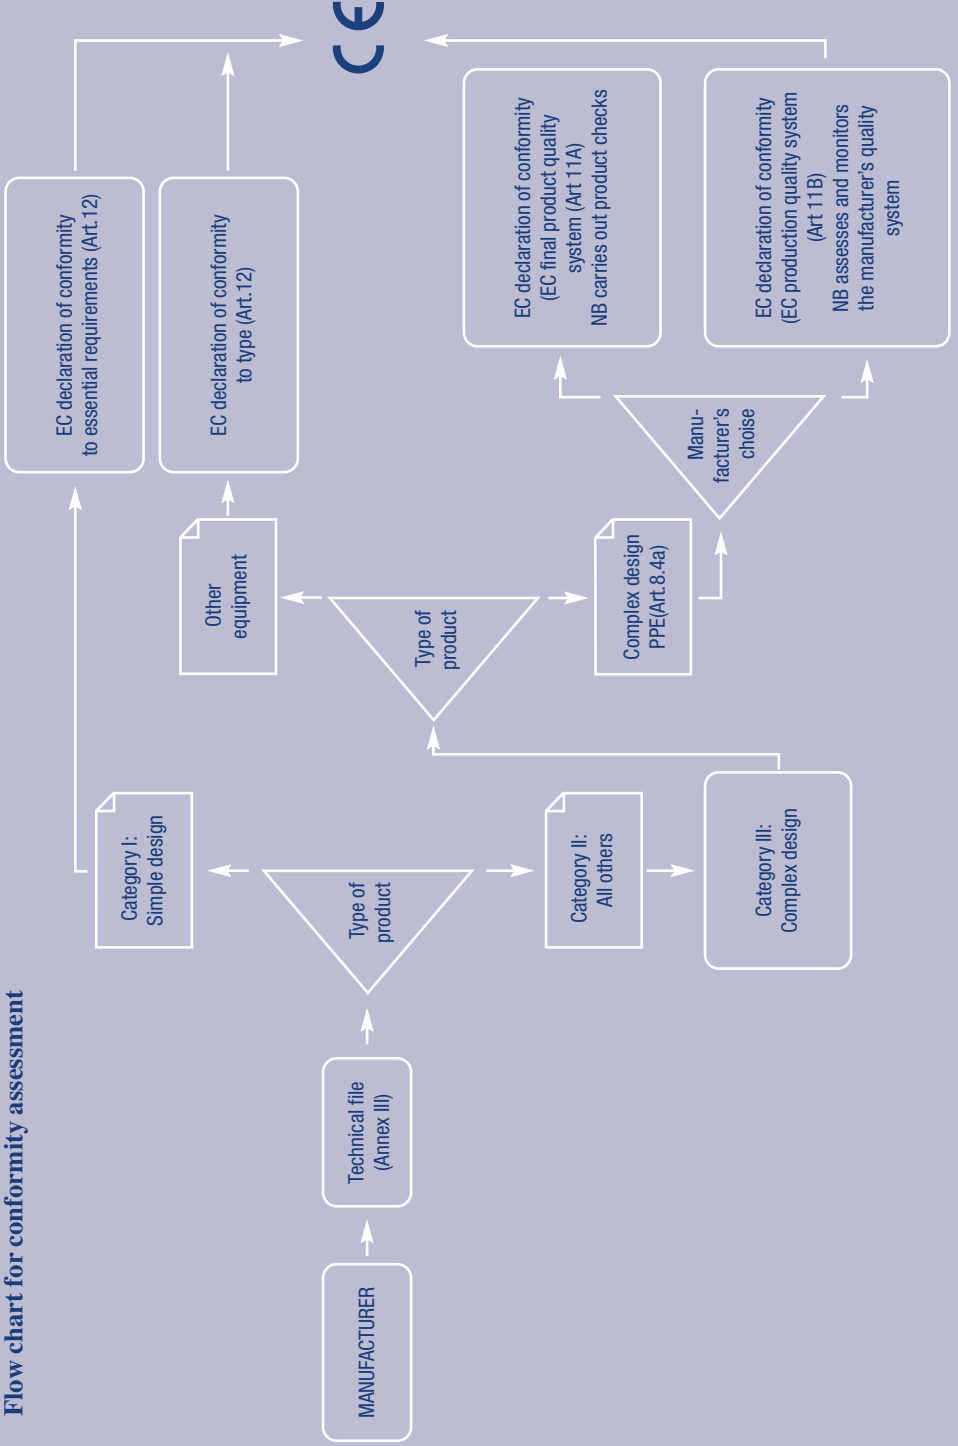 Flow chart for conformity assessment
MANUFACTURER
Technical file
(Annex III)
Type of
product
Category I:
Simple design
Category II:
All others
Category III:
Complex design
Type of
product
Other
equipment
Complex design
PPE(Art.8.4a)
Manu-
facturer's
choise
EC declaration of conformity
to essential requirements (Art.12)
EC declaration of conformity
to type (Art.12)
EC declaration of conformity
(EC final product quality
system (Art 11A)
NB carries out product checks
EC declaration of conformity
(EC production quality system
(Art 11B)
NB assesses and monitors
the manufacturer's quality
system
CE